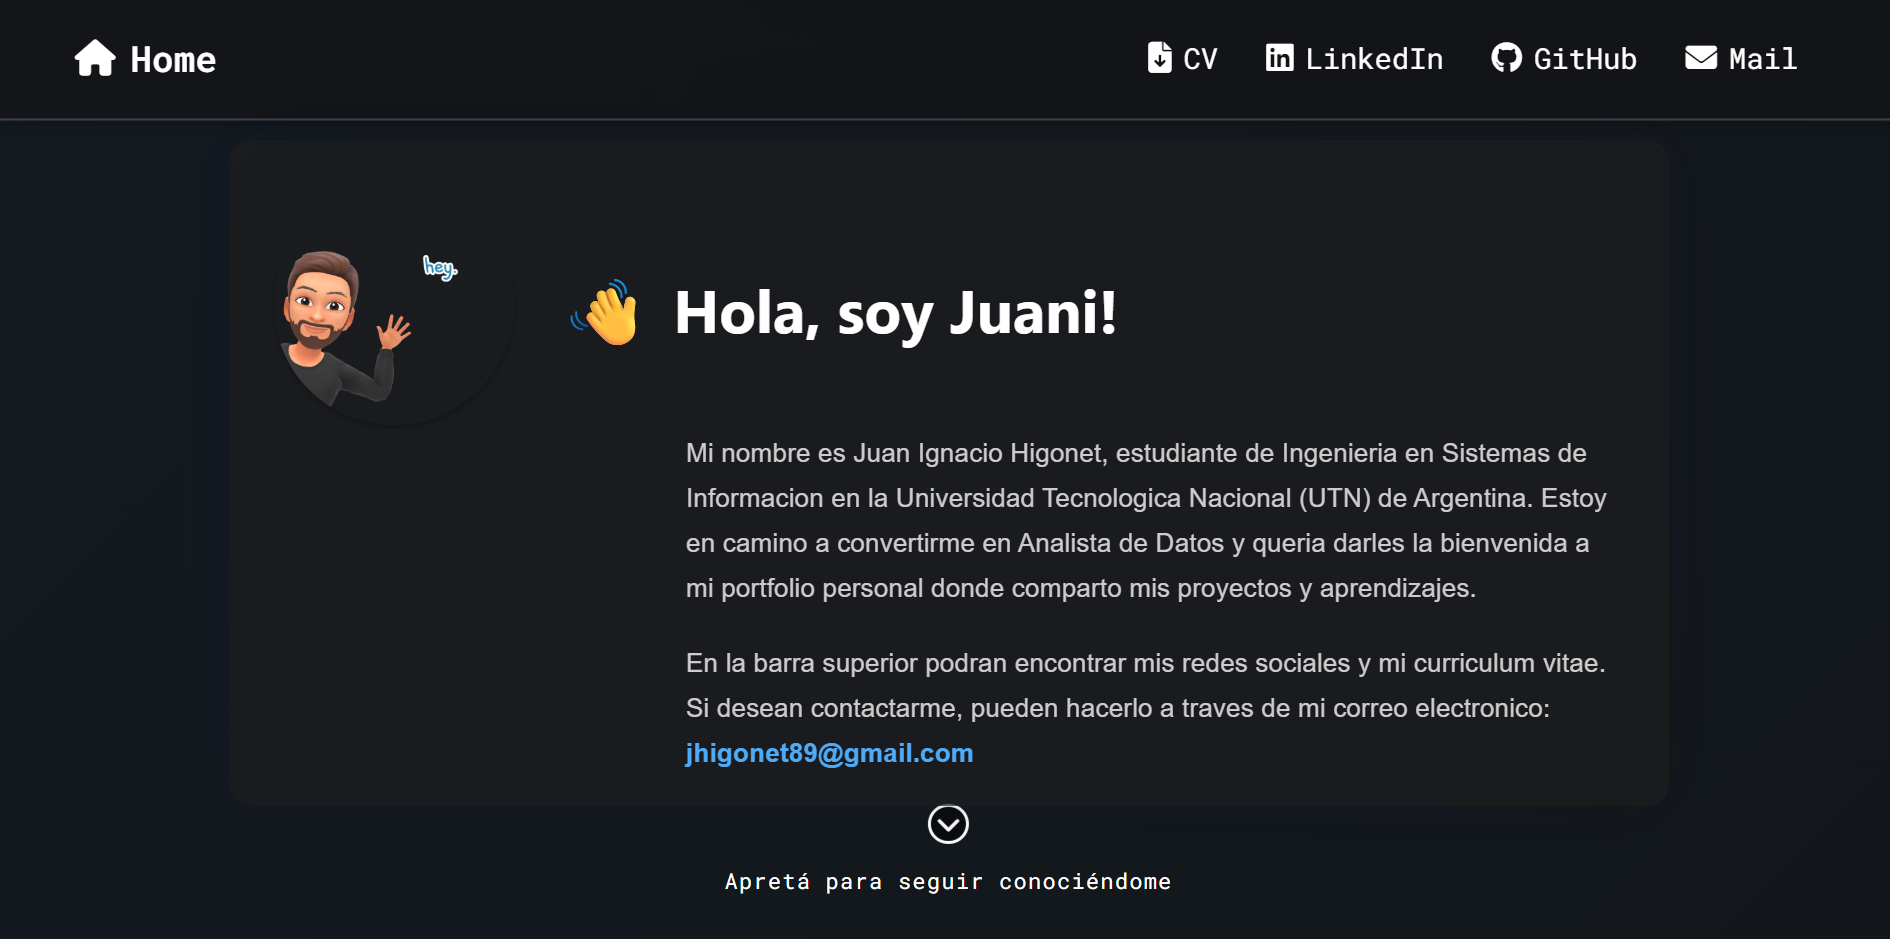 Home
CV
LinkedIn
GitHub
Mail
hey.
Hola, soy Juani!
Mi nombre es Juan Ignacio Higonet, estudiante de Ingenieria en Sistemas de
Informacion en la Universidad Tecnologica Nacional (UTN) de Argentina. Estoy
en camino a convertirme en Analista de Datos y queria darles la bienvenida a
mi portfolio personal donde comparto mis proyectos y aprendizajes.
En la barra superior podran encontrar mis redes sociales y mi curriculum vitae.
Si desean contactarme, pueden hacerlo a traves de mi correo electronico:
jhigonet89@gmail.com
Apretá para seguir conociéndome